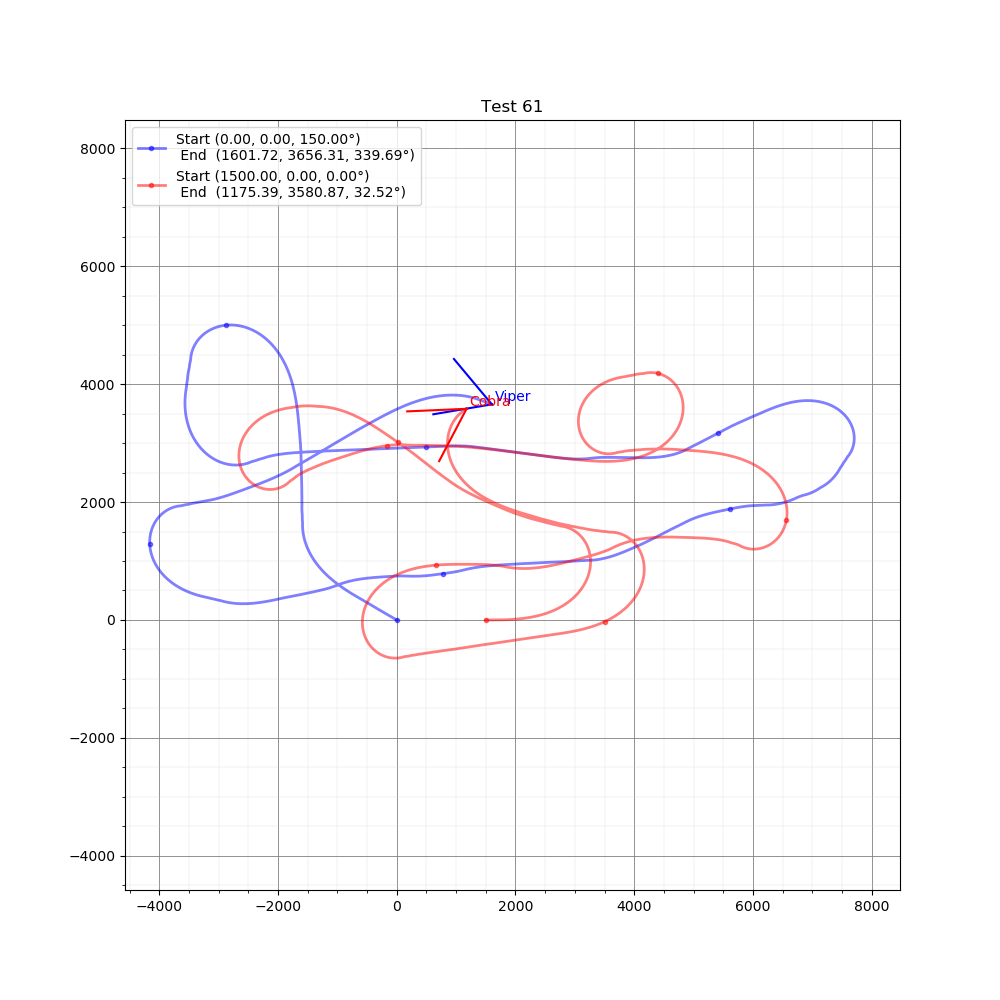 Test 61
Start (0.00, 0.00, 150.00°)
End (1601.72, 3656.31, 339.69°)
Start (1500.00, 0.00, 0.00°)
End (1175.39, 3580.87, 32.52°)
8000
6000
4000
2000
0
−2000
−4000
Viper
Cobra
−4000 −2000 0 2000 4000 6000 8000